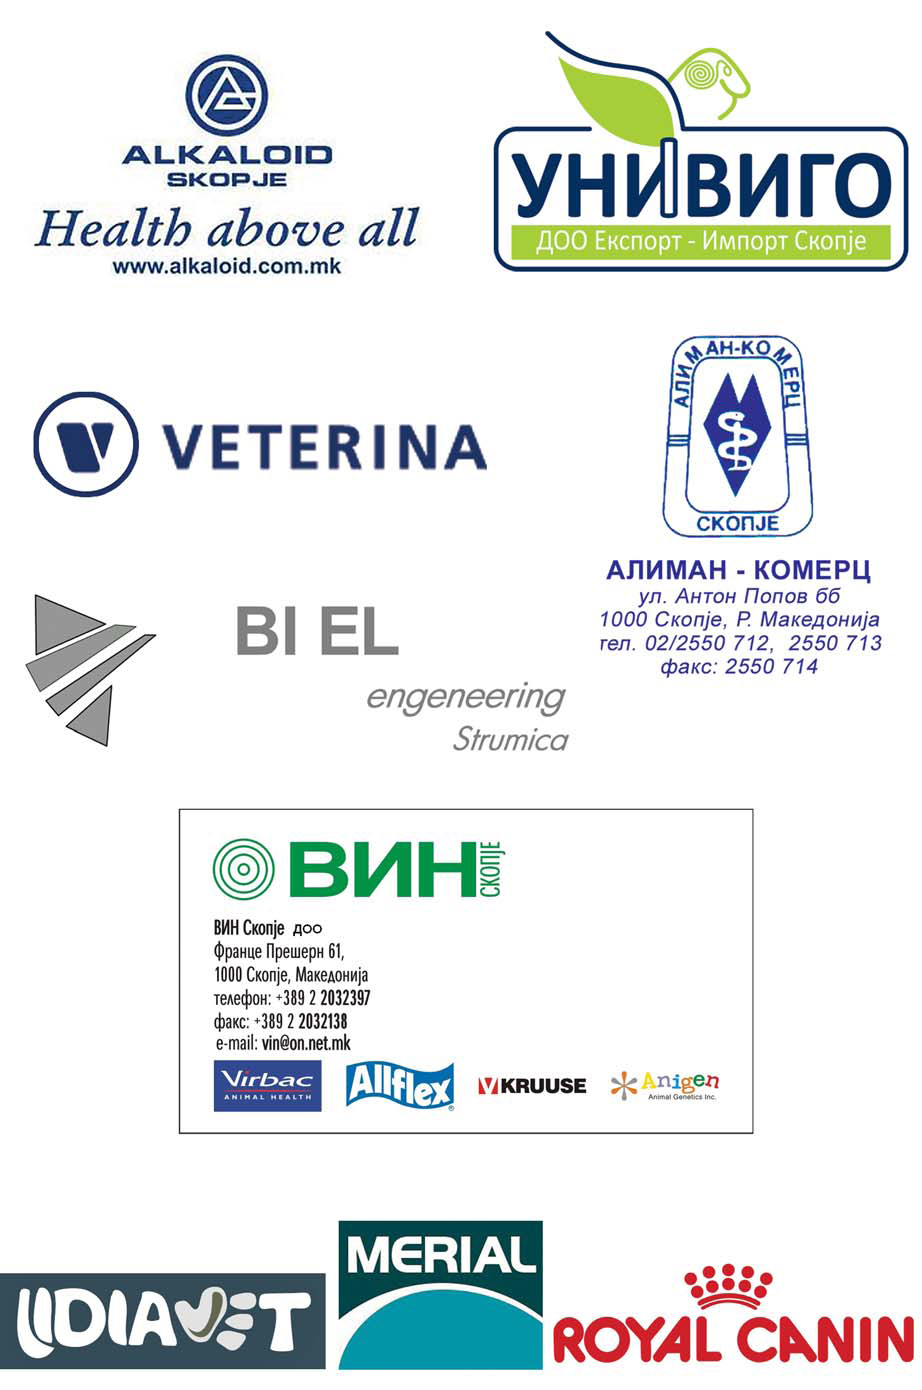 ALKALOID
SKOPJE
Health above all
www.alkaloid.com.mk
УНИВИГО
ДОО Експорт - Импорт Скопје
VETERINA
АЛИМАН-КОМЕРЦ
СКОПЈЕ
АЛИМАН - КОМЕРЦ
ул. Антон Попов бб
1000 Скопје, Р. Македонија
тел. 02/2550 712, 2550 713
факс: 2550 714
BI EL
engeneering
Strumica
ВИН СКОПЈЕ
ВИН Скопје ДОО
Франце Прешерн 61,
1000 Скопје, Македонија
телефон: +389 2 2032397
факс: +389 2 2032138
e-mail: vin@on.net.mk
Virbac
ANIMAL HEALTH
Allflex®
KRUUSE
Anigen
Animal Genetics Inc.
LIDIAVET
MERIAL
ROYAL CANIN